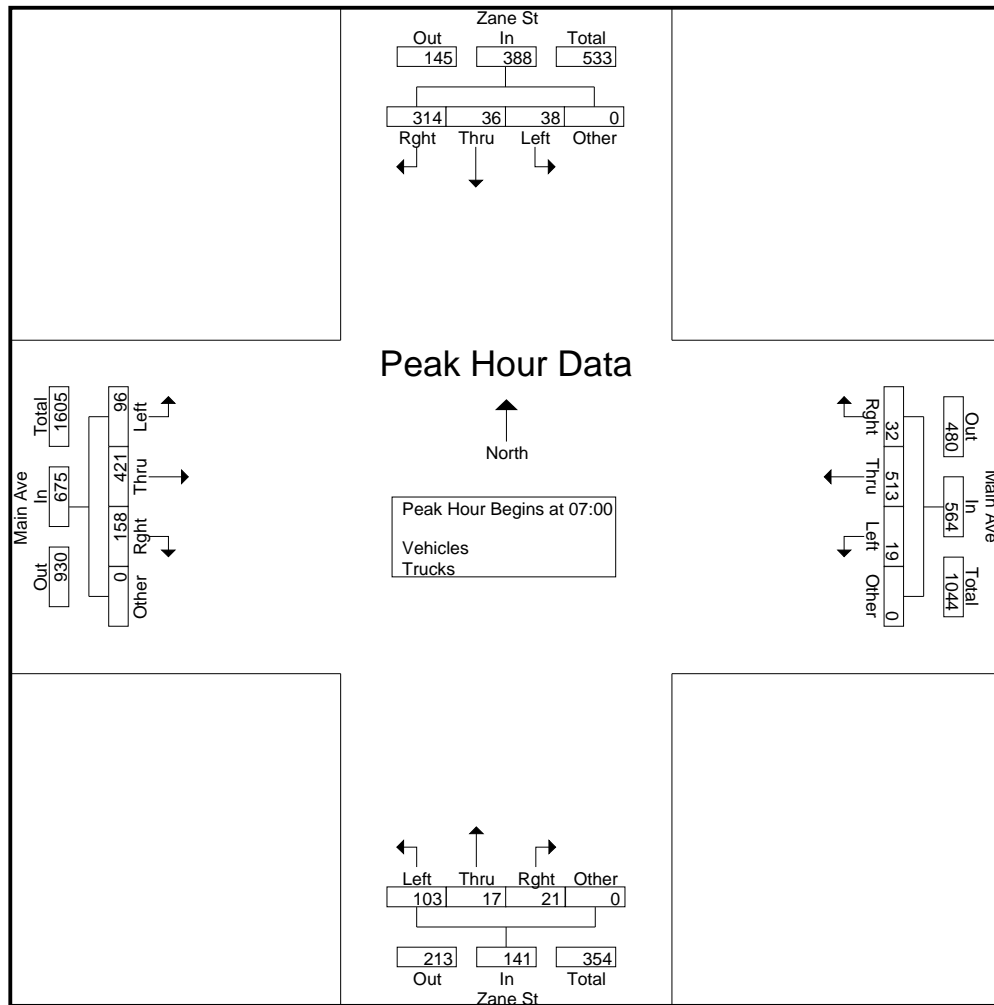 Zane St
Out In Total
145 388 533
314 36 38 0
Rght Thru Left Other
Peak Hour Data
North
Peak Hour Begins at 07:00
Vehicles
Trucks
Main Ave
Out In Total
930 675 1605
0 158 421 96
Other Rght Thru Left
Main Ave
Out In Total
480 564 1044
32 513 19 0
Rght Thru Left Other
Left Thru Rght Other
103 17 21 0
213 141 354
Out In Total
Zane St